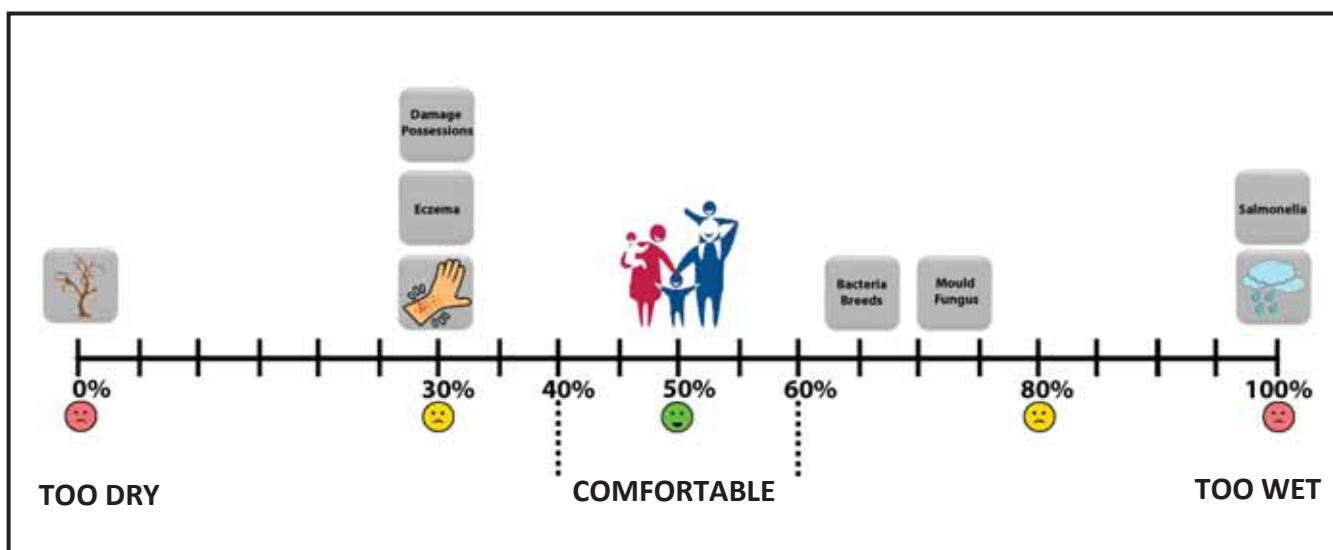 Damage
Possessions
Eczema
Salmonella
Bacteria
Breeds
Mould
Fungus
0% 30% 40% 50% 60% 80% 100%
TOO DRY COMFORTABLE TOO WET